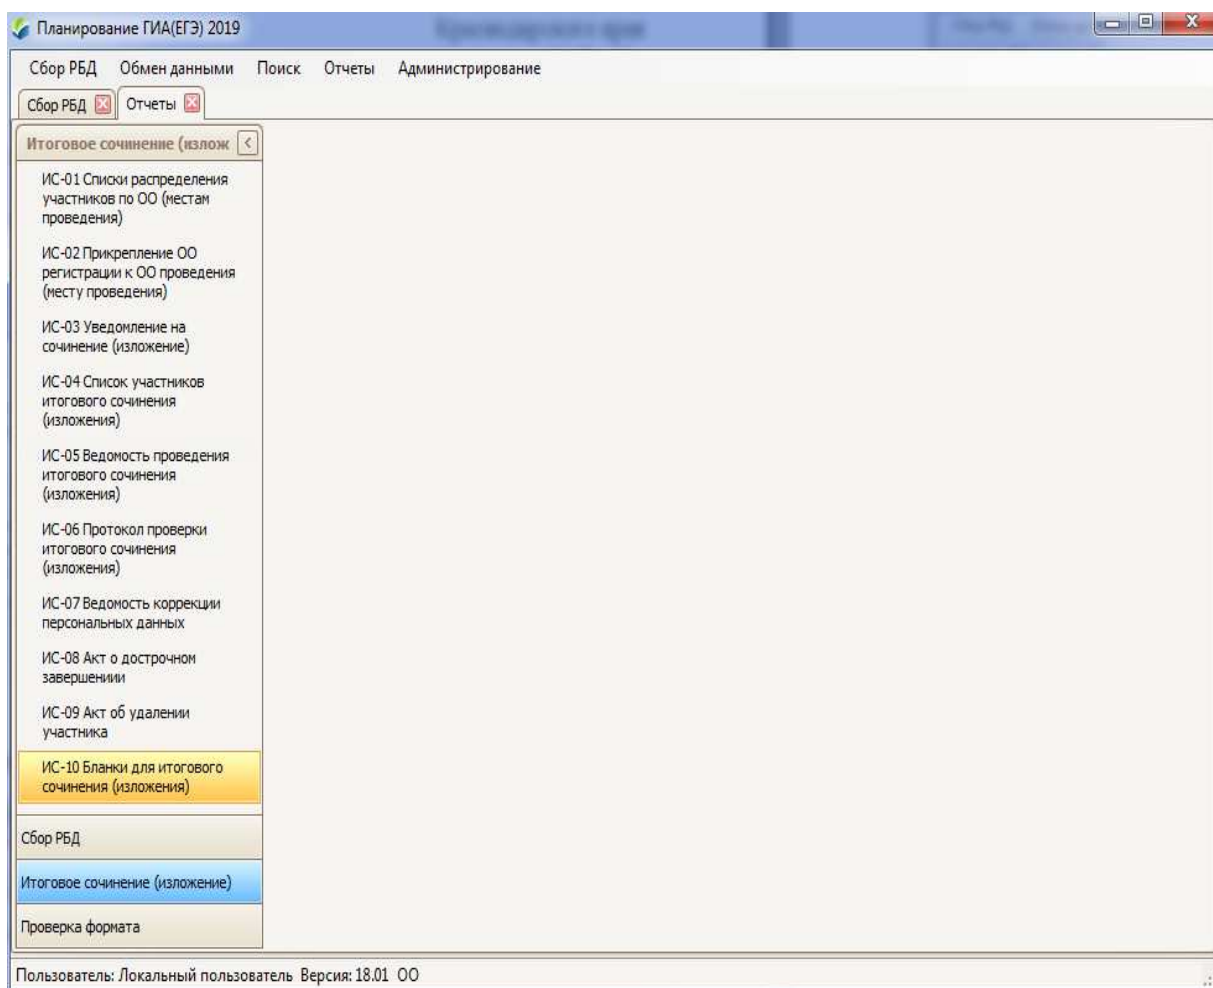 Планирование ГИА(ЕГЭ) 2019
Краснодарского края
Сбор РБД Обмен данными Поиск Отчеты Администрирование
Сбор РБД Отчеты
Итоговое сочинение (излож
ИС-01 Списки распределения
участников по ОО (местам
проведения)
ИС-02 Прикрепление ОО
регистрации к ОО проведения
(месту проведения)
ИС-03 Уведомление на
сочинение (изложение)
ИС-04 Список участников
итогового сочинения
(изложения)
ИС-05 Ведомость проведения
итогового сочинения
(изложения)
ИС-06 Протокол проверки
итогового сочинения
(изложения)
ИС-07 Ведомость коррекции
персональных данных
ИС-08 Акт о дострочном
завершениии
ИС-09 Акт об удалении
участника
ИС-10 Бланки для итогового
сочинения (изложения)
Сбор РБД
Итоговое сочинение (изложение)
Проверка формата
Пользователь: Локальный пользователь Версия: 18.01 ОО